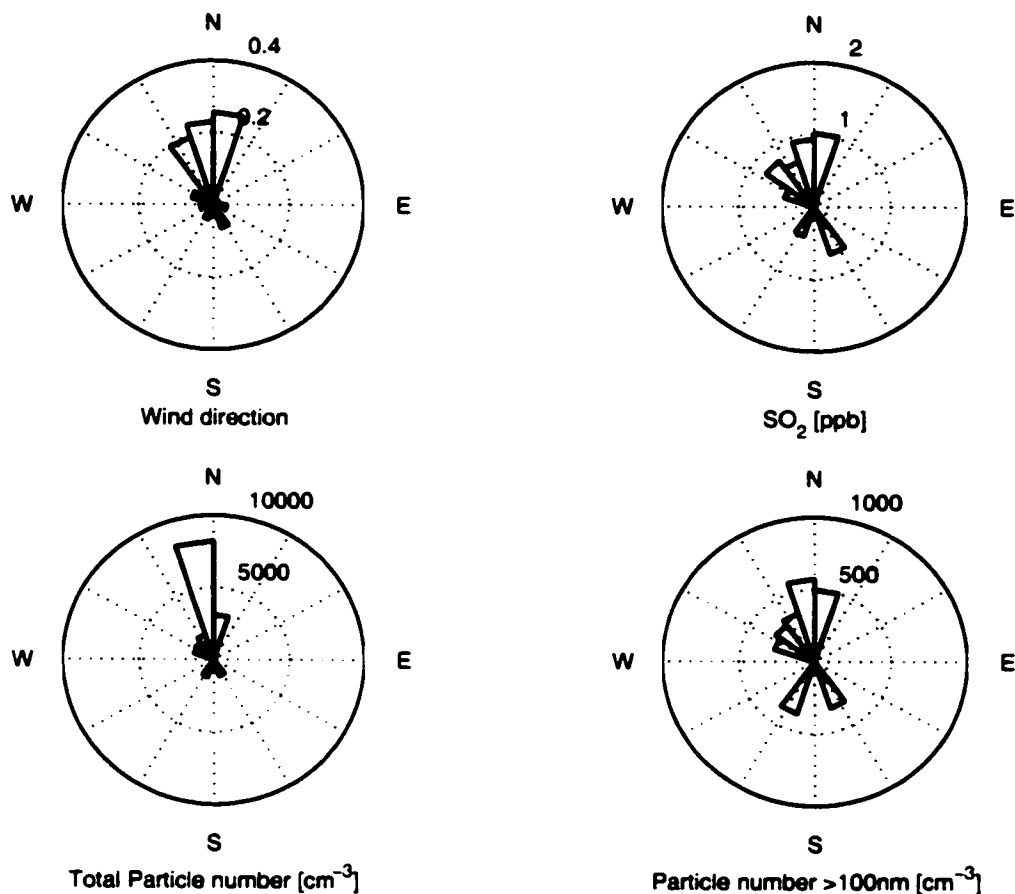 N
0.4
0.2
W
E
S
Wind direction
N
2
1
W
E
S
SO2 [ppb]
N
10000
5000
W
E
S
Total Particle number [cm−3]
N
1000
500
W
E
S
Particle number >100nm [cm−3]